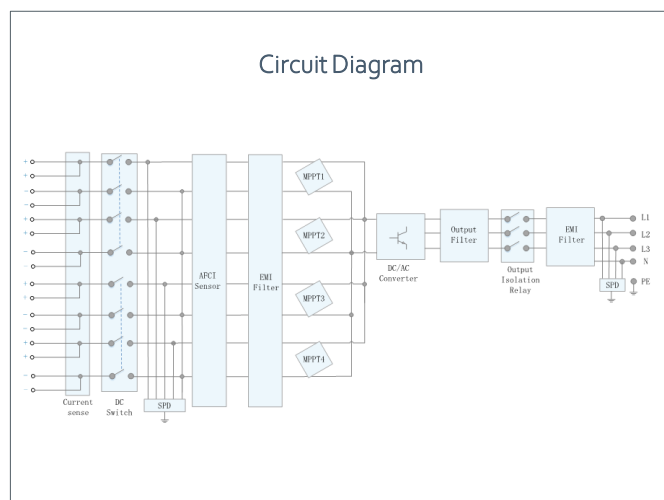 Circuit Diagram
+
+
-
-
+
+
-
-
+
+
-
-
+
+
-
-
Current
sense
DC
Switch
SPD
AFCI
Sensor
EMI
Filter
MPPT1
MPPT2
MPPT3
MPPT4
DC/AC
Converter
Output
Filter
Output
Isolation
Relay
EMI
Filter
L1
L2
L3
N
PE
SPD